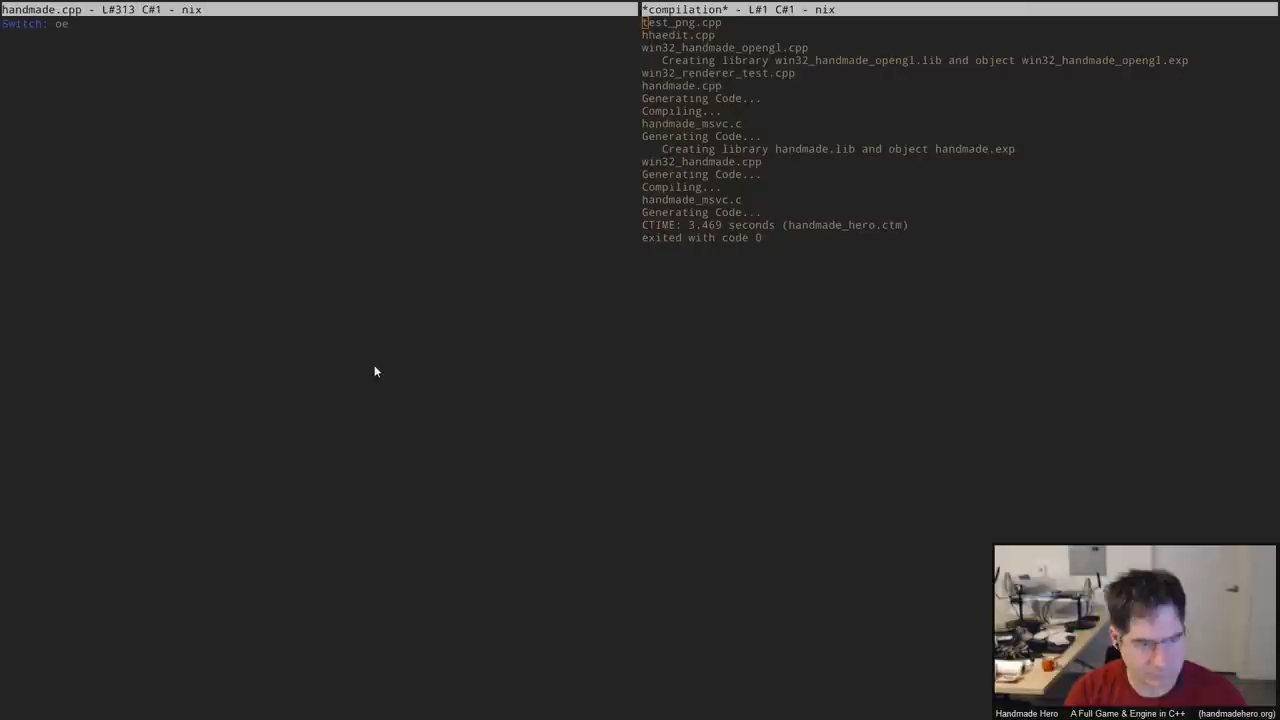 handmade.cpp - L#313 C#1 - nix
Switch: oe
*compilation* - L#1 C#1 - nix
test_png.cpp
hhaedit.cpp
win32_handmade_opengl.cpp
Creating library win32_handmade_opengl.lib and object win32_handmade_opengl.exp
win32_renderer_test.cpp
handmade.cpp
Generating Code...
Compiling...
handmade_msvc.c
Generating Code...
Creating library handmade.lib and object handmade.exp
win32_handmade.cpp
Generating Code...
Compiling...
handmade_msvc.c
Generating Code...
CTIME: 3.469 seconds (handmade_hero.ctm)
exited with code 0
Handmade Hero A Full Game & Engine in C++ (handmadehero.org)